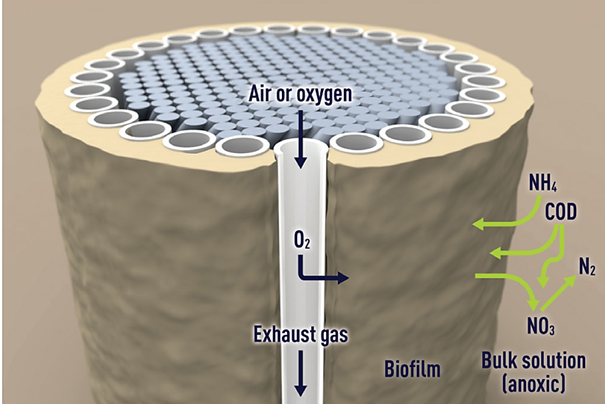 Air or oxygen
NH₄
COD
O₂
N₂
NO₃
Exhaust gas
Biofilm
Bulk solution
(anoxic)